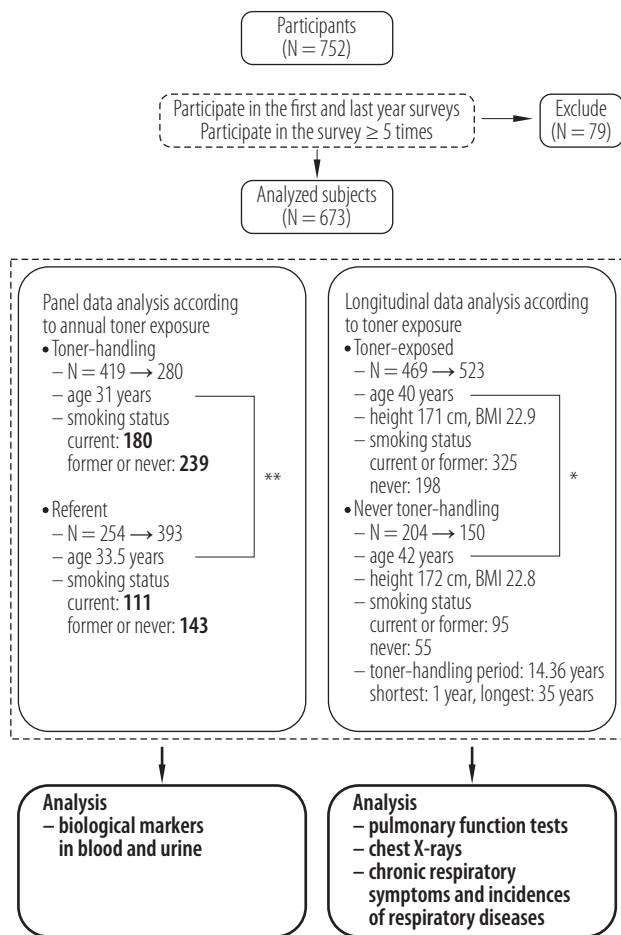 Participants
(N = 752)
Participate in the first and last year surveys
Participate in the survey ≥ 5 times
Exclude
(N = 79)
Analyzed subjects
(N = 673)
Panel data analysis according
to annual toner exposure
• Toner-handling
– N = 419 → 280
– age 31 years
– smoking status
current: 180
former or never: 239
**
• Referent
– N = 254 → 393
– age 33.5 years
– smoking status
current: 111
former or never: 143
Longitudinal data analysis according
to toner exposure
• Toner-exposed
– N = 469 → 523
– age 40 years
– height 171 cm, BMI 22.9
– smoking status
current or former: 325
never: 198
*
• Never toner-handling
– N = 204 → 150
– age 42 years
– height 172 cm, BMI 22.8
– smoking status
current or former: 95
never: 55
– toner-handling period: 14.36 years
shortest: 1 year, longest: 35 years
Analysis
– biological markers
in blood and urine
Analysis
– pulmonary function tests
– chest X-rays
– chronic respiratory
symptoms and incidences
of respiratory diseases